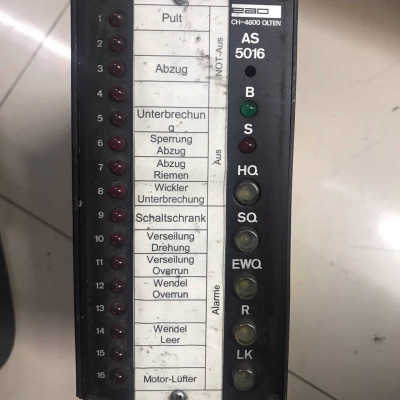 eao
CH-4600 OLTEN
AS
5016
B
S
HQ
SQ
EWQ
R
LK
1 Pult
2
3 Abzug
4
5 Unterbrechun
g
6 Sperrung
Abzug
7 Abzug
Riemen
8 Wickler
Unterbrechung
9 Schaltschrank
10 Verseilung
Drehung
11 Verseilung
Overrun
12 Wendel
Overrun
13
14 Wendel
Leer
15
16 Motor-Lüfter
NOT-Aus
Aus
Alarme